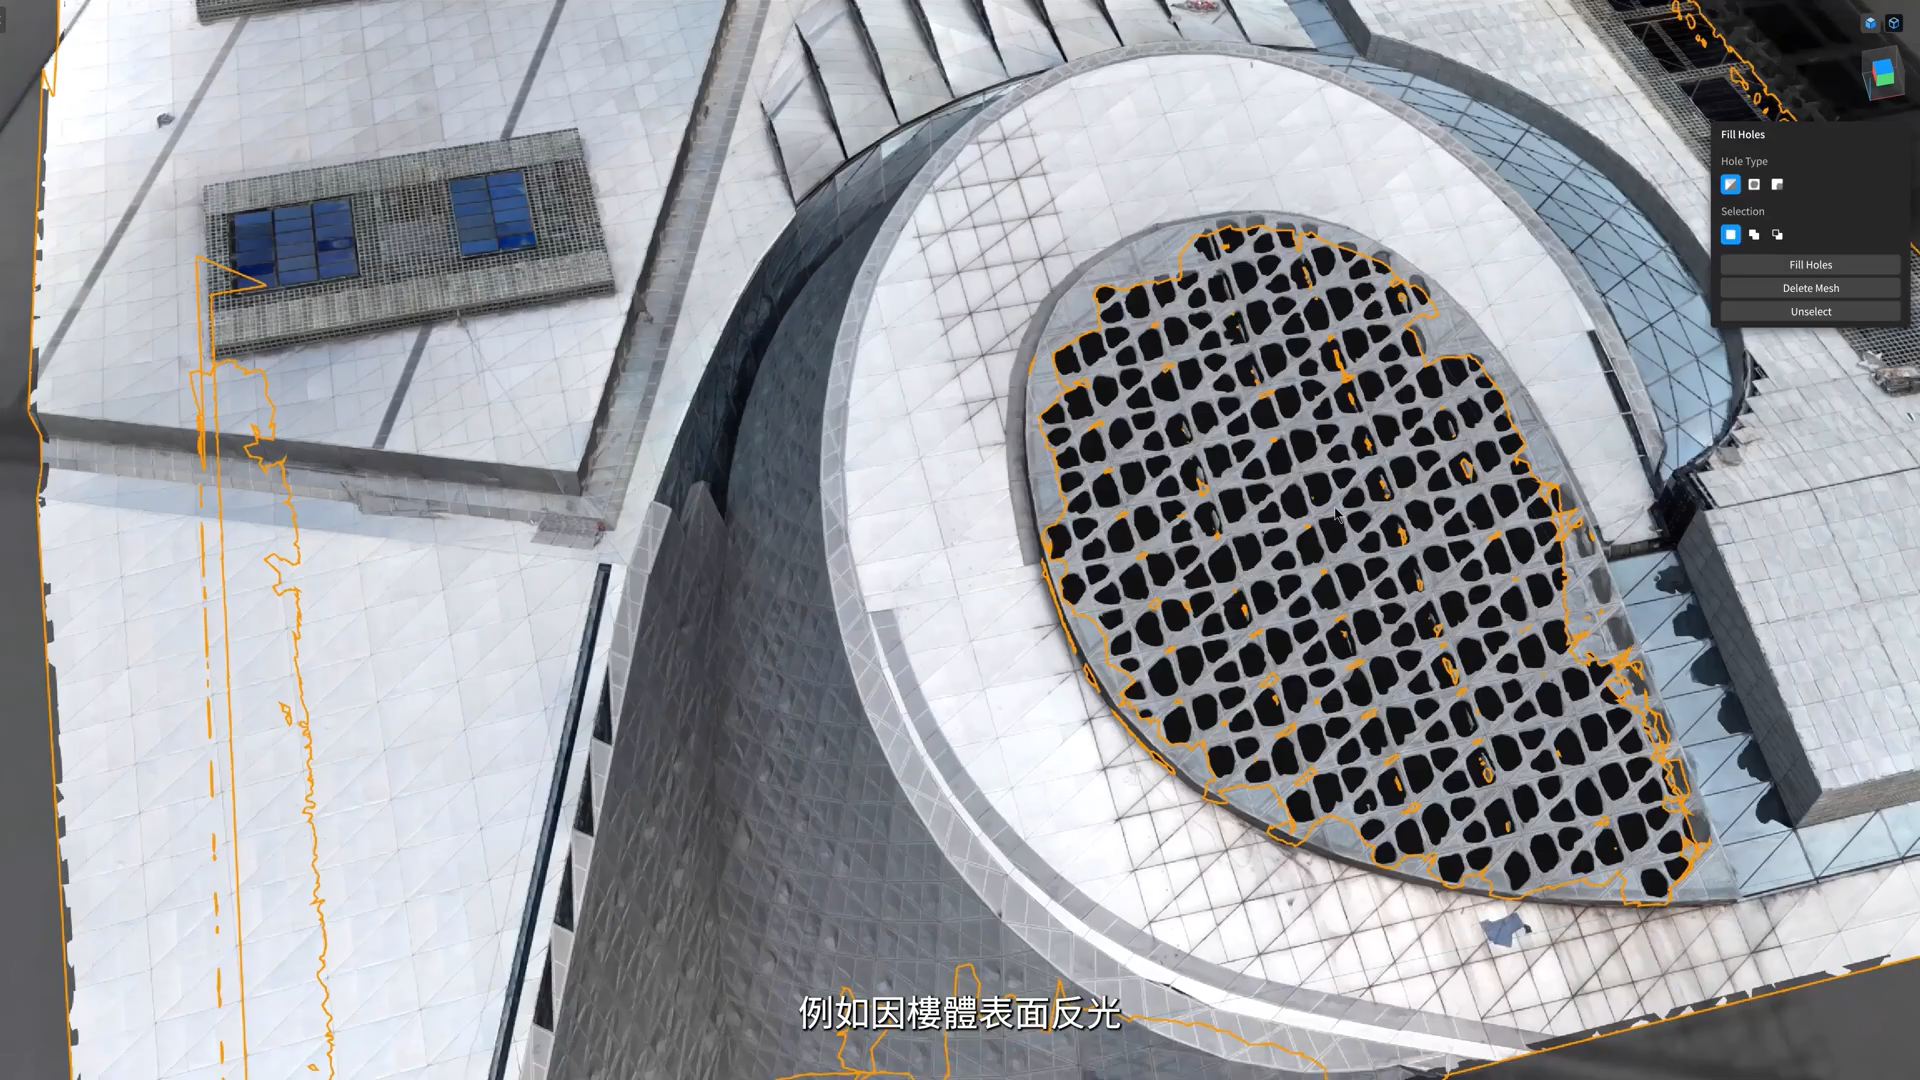 Fill Holes
Hole Type
Selection
Fill Holes
Delete Mesh
Unselect
例如因樓體表面反光